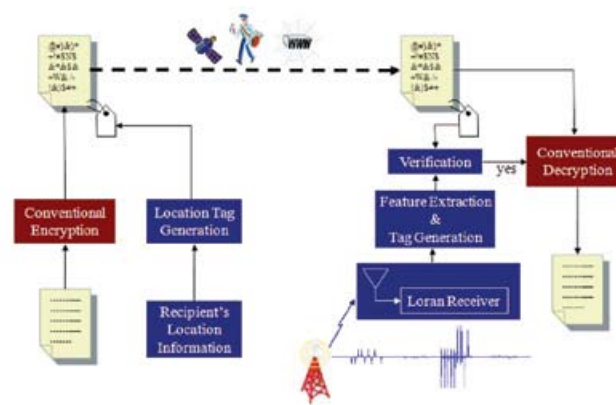 WWW
Verification
yes
Conventional
Decryption
Conventional
Encryption
Location Tag
Generation
Feature Extraction
&
Tag Generation
Recipient's
Location
Information
Loran Receiver